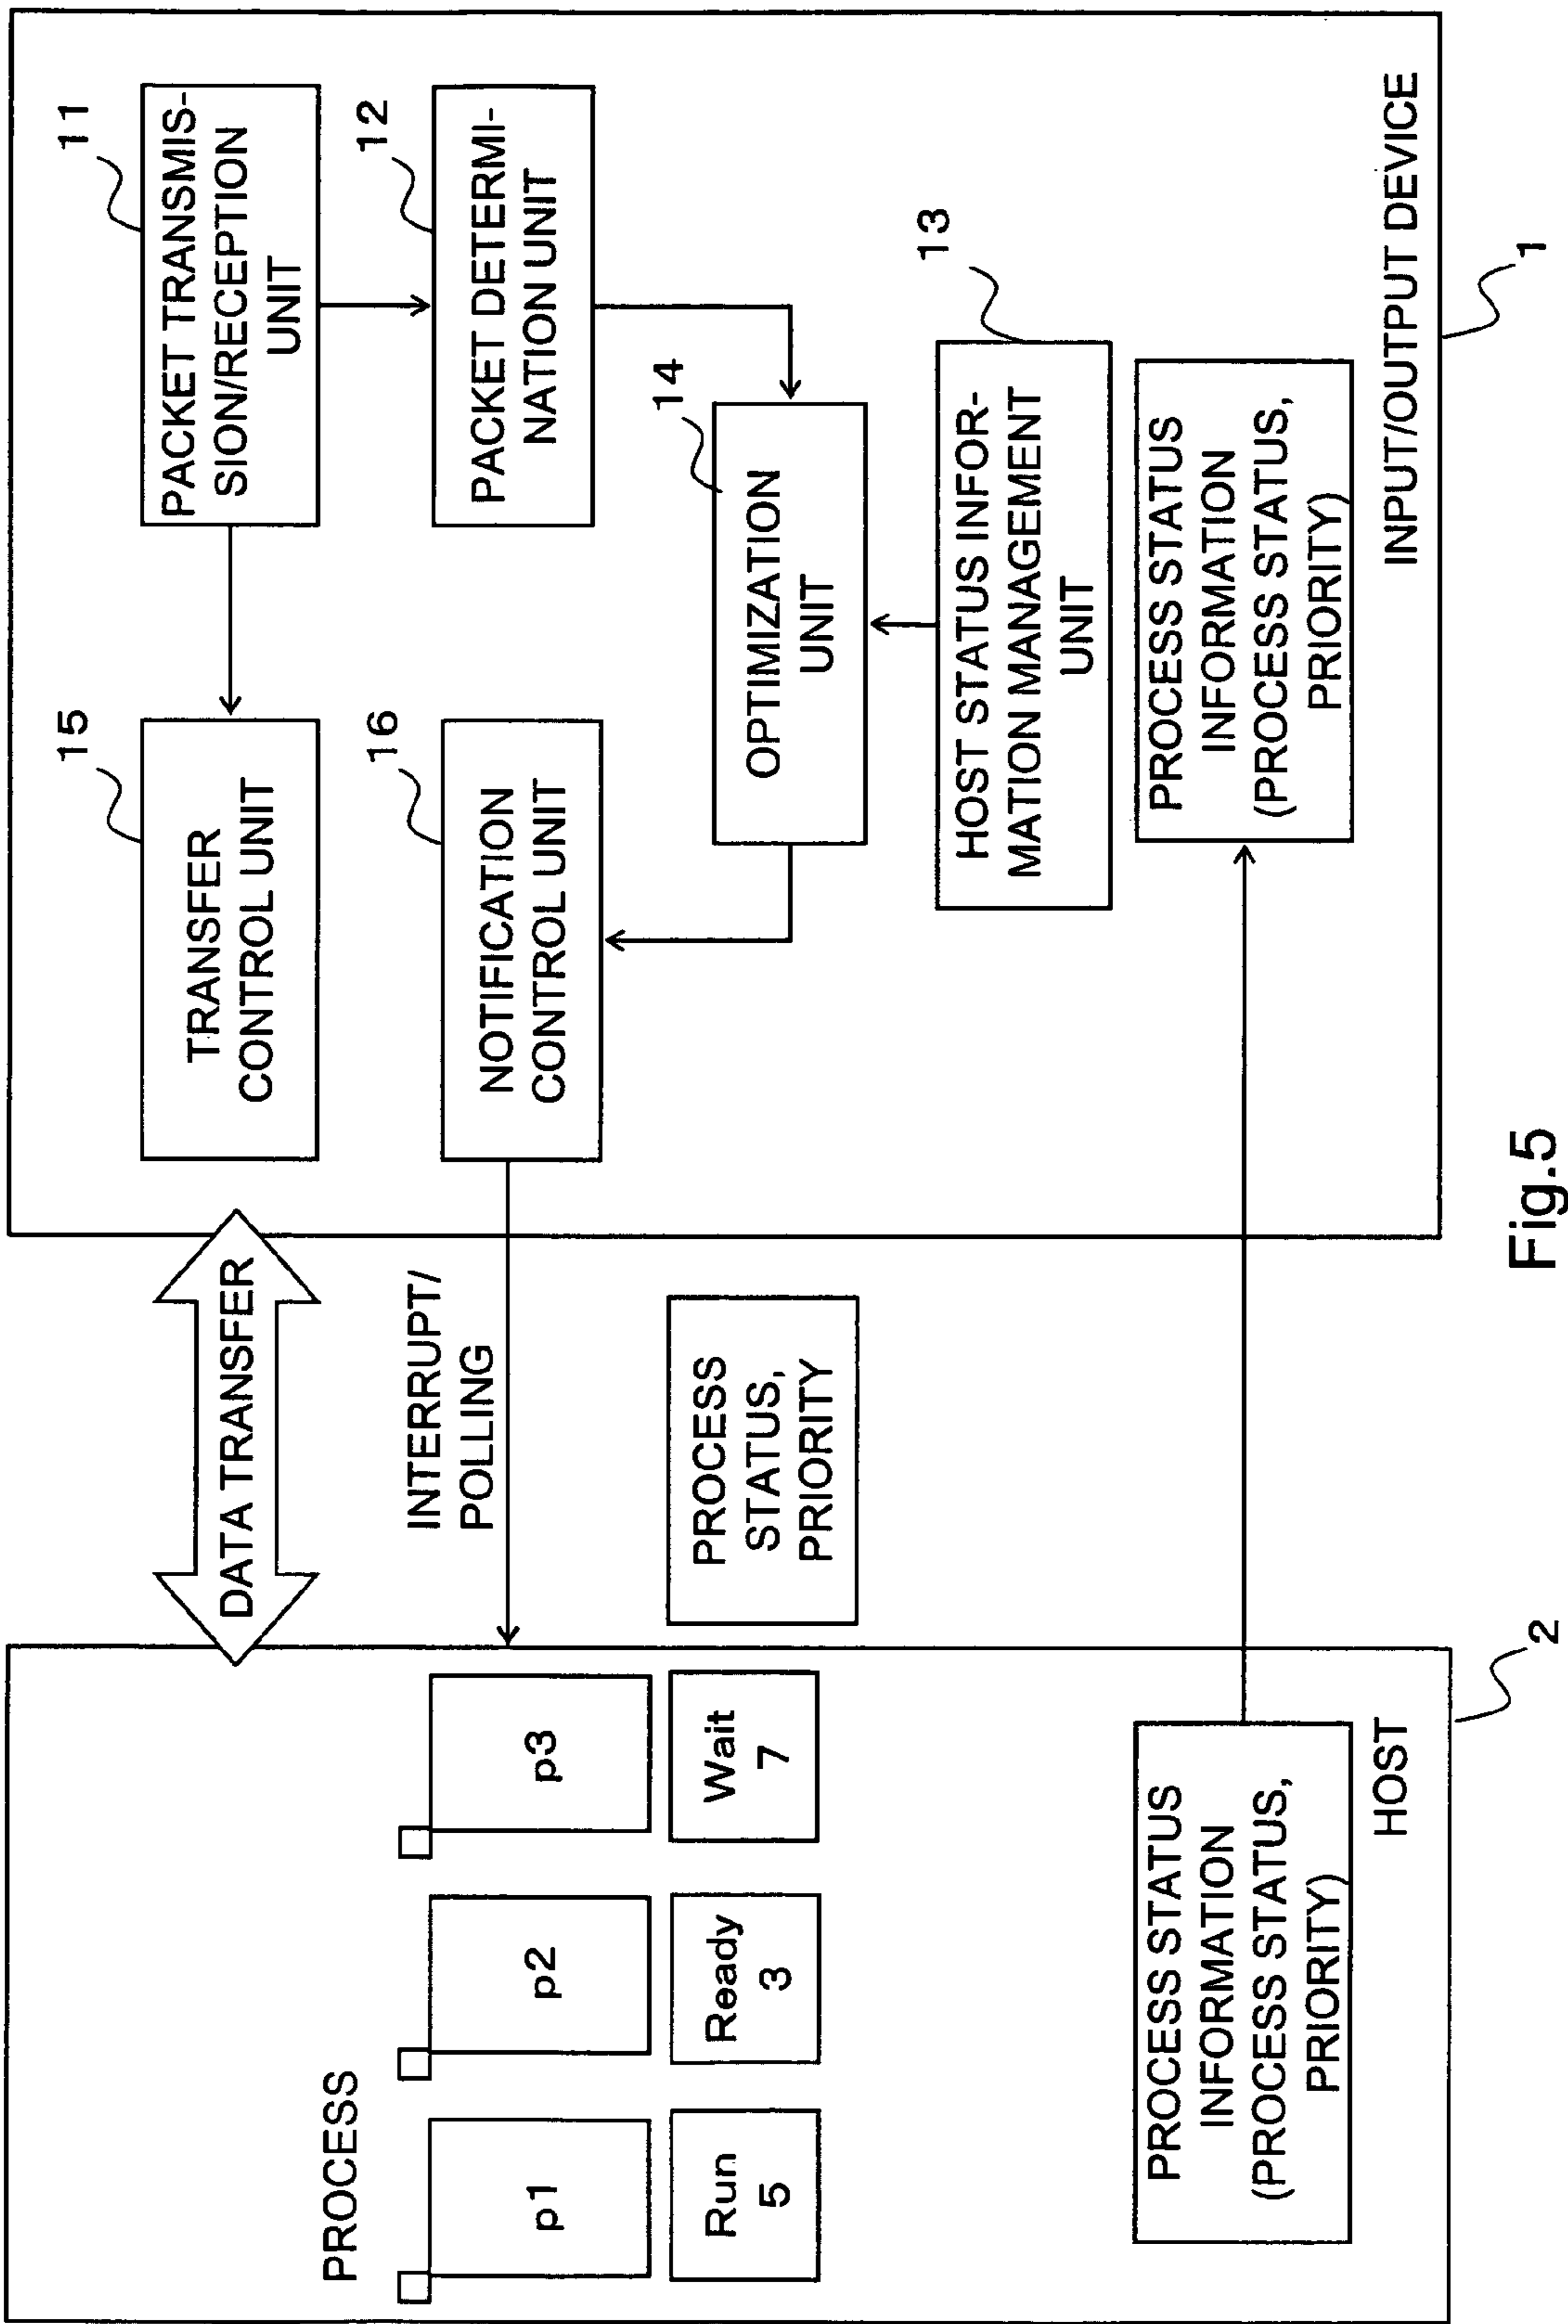 PROCESS
p1
p2
p3
Run
5
Ready
3
Wait
7
PROCESS STATUS
INFORMATION
(PROCESS STATUS,
PRIORITY)
HOST
2
DATA TRANSFER
INTERRUPT/
POLLING
PROCESS
STATUS,
PRIORITY
15
TRANSFER
CONTROL UNIT
11
PACKET TRANSMIS-
SION/RECEPTION
UNIT
16
NOTIFICATION
CONTROL UNIT
12
PACKET DETERMI-
NATION UNIT
14
OPTIMIZATION
UNIT
13
HOST STATUS INFOR-
MATION MANAGEMENT
UNIT
PROCESS STATUS
INFORMATION
(PROCESS STATUS,
PRIORITY)
INPUT/OUTPUT DEVICE
1
Fig.5